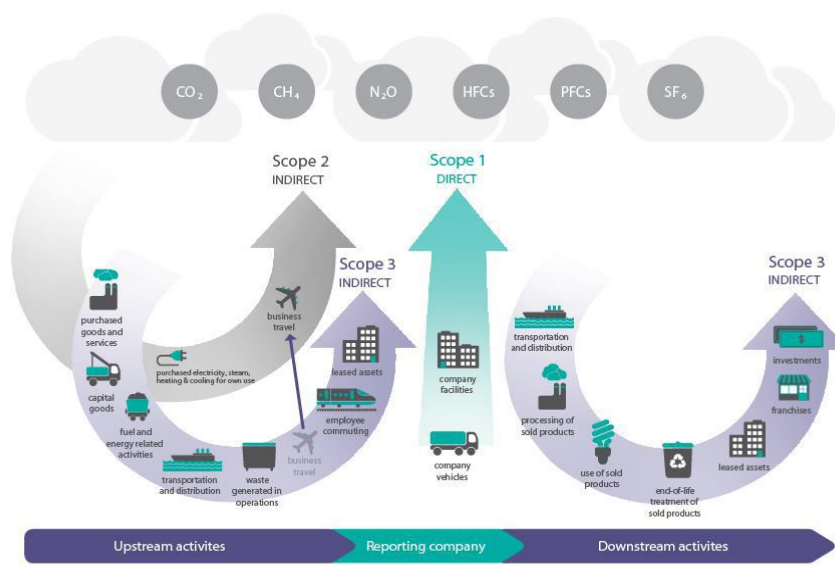 CO₂
CH₄
N₂O
HFCs
PFCs
SF₆
Scope 2
INDIRECT
Scope 1
DIRECT
Scope 3
INDIRECT
Scope 3
INDIRECT
purchased
goods and
services
capital
goods
fuel and
energy related
activities
purchased electricity, steam,
heating & cooling for own use
transportation
and distribution
waste
generated in
operations
business
travel
business
travel
employee
commuting
leased assets
company
facilities
company
vehicles
transportation
and distribution
processing of
sold products
use of sold
products
end-of-life
treatment of
sold products
leased assets
franchises
$
investments
Upstream activites
Reporting company
Downstream activites